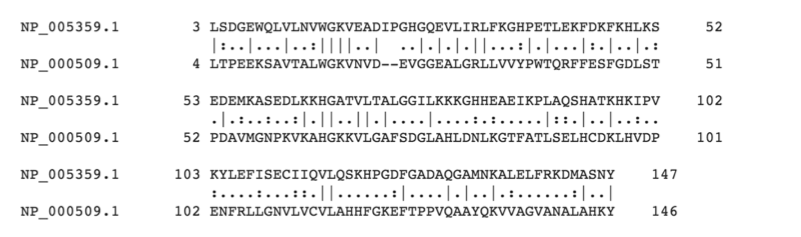 NP_005359.1 3 LSDGEWQLVLNVWGKVEADIPGHGQEVLIRLFKGHPETLEKFDKFKHLKS 52
|:..|...|..:||||..|  ..|.|.|.||...:|.|...|:.|..|.:
NP_000509.1 4 LTPEEKSAVTALWGKVNVD--EVGGEALGRLLVVYPWTQRFFESFGDLST 51
NP_005359.1 53 EDEMKASEDLKKHGATVLTALGGILKKKGHHEAEIKPLAQSHATKHKIPV 102
.|.:..:..:|.||..||.|....|....:.:.....|::.|..|.::..
NP_000509.1 52 PDAVMGNPKVKAHGKKVLGAFSDGLAHLDNLKGTFATLSELHCDKLHVDP 101
NP_005359.1 103 KYLEFISECIIQVLQSKHPGDFGADAQGAMNKALELFRKDMASNY 147
:....:...::.||......:|....|.|..|.:......:|..|
NP_000509.1 102 ENFRLLGNVLVCVLAHHFGKEFTPPVQAAYQKVVAGVANALAHKY 146